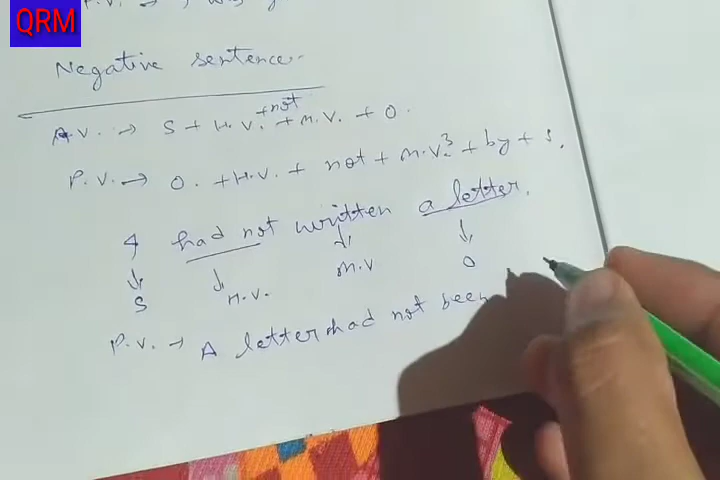 QRM
P.V. →
Negative sentence.
A.V. → S + H.V. + not + M.V. + O.
P.V. → O. + H.V. + not + M.V.3 + by + S.
I had not written a letter.
↓ ↓ ↓ ↓
S H.V. M.V O
P.V. → A letter had not been